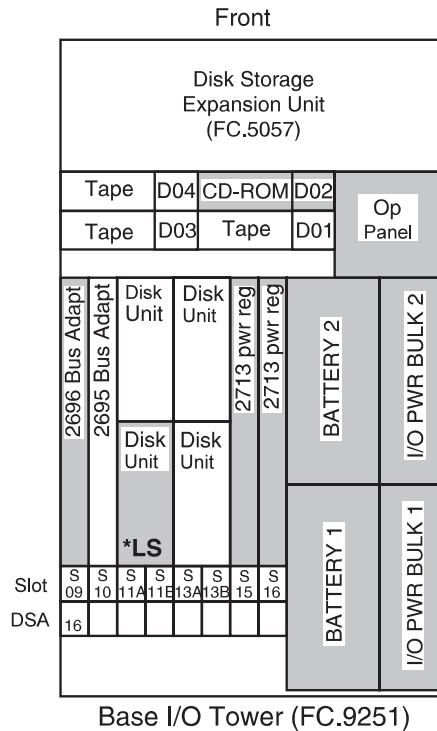 Front
Disk Storage
Expansion Unit
(FC.5057)
Tape D04 CD-ROM D02
Tape D03 Tape D01
Op
Panel
2696 Bus Adapt
2695 Bus Adapt
Disk
Unit
Disk
Unit
2713 pwr reg
2713 pwr reg
BATTERY 2
I/O PWR BULK 2
Disk
Unit
*LS
Disk
Unit
BATTERY 1
I/O PWR BULK 1
Slot S 09 S 10 S 11A S 11B S 13A S 13B S 15 S 16
DSA 16
Base I/O Tower (FC.9251)